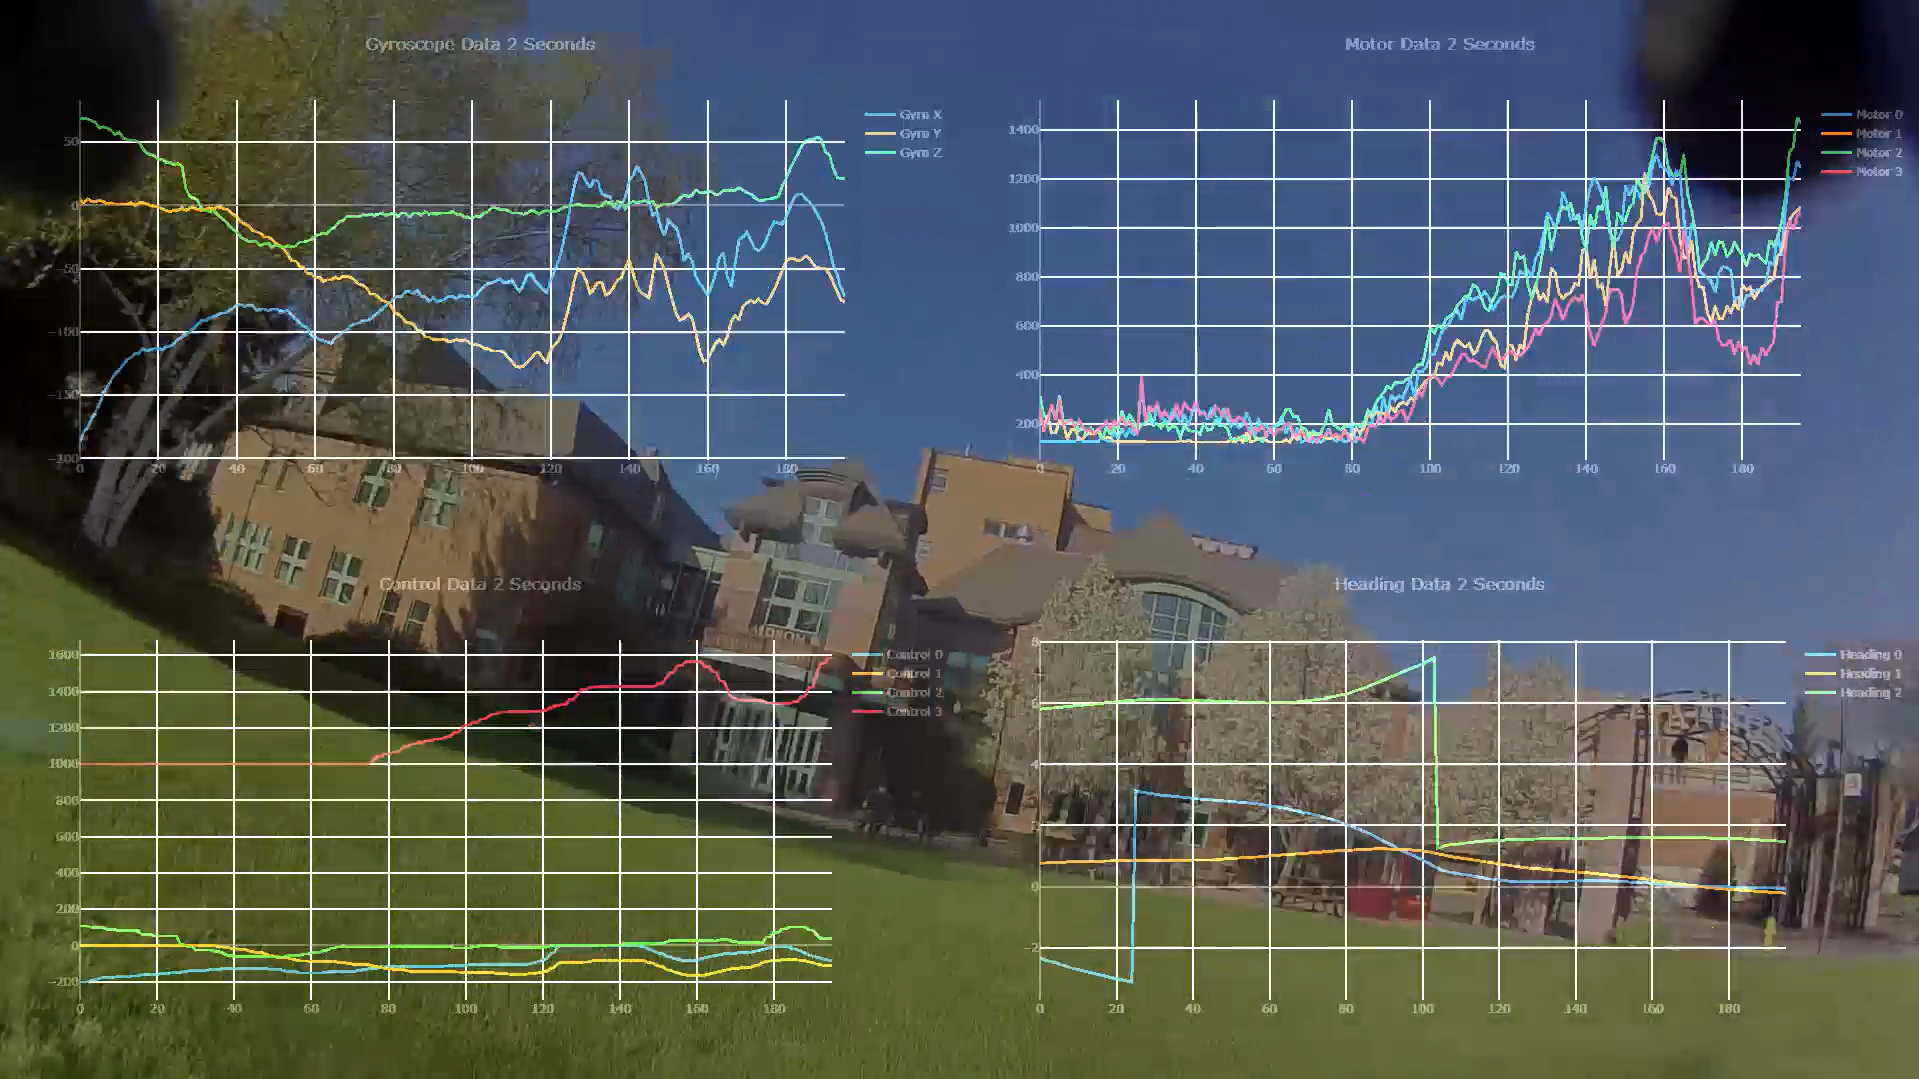 Gyroscope Data 2 Seconds
50
0
−50
−100
−150
−200
0 20 40 60 80 100 120 140 160 180
Gyro X
Gyro Y
Gyro Z
Motor Data 2 Seconds
1400
1200
1000
800
600
400
200
0 20 40 60 80 100 120 140 160 180
Motor 0
Motor 1
Motor 2
Motor 3
Control Data 2 Seconds
1600
1400
1200
1000
800
600
400
200
0
−200
0 20 40 60 80 100 120 140 160 180
Control 0
Control 1
Control 2
Control 3
Heading Data 2 Seconds
8
6
4
2
0
−2
0 20 40 60 80 100 120 140 160 180
Heading 0
Heading 1
Heading 2